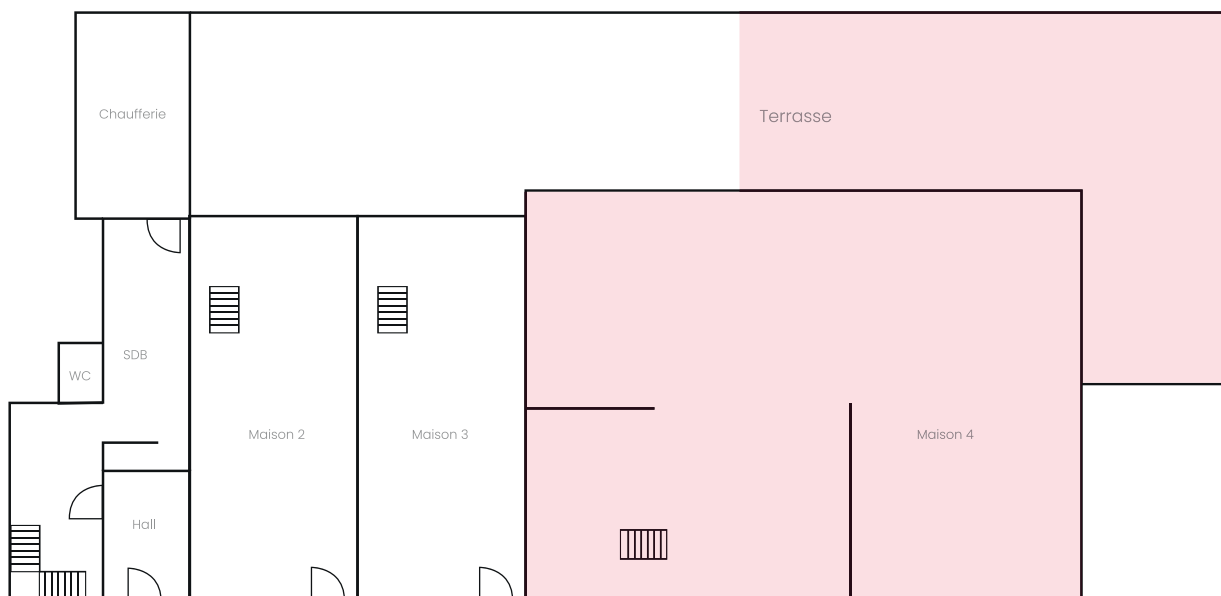 Chaufferie
Terrasse
SDB
WC
Maison 2
Maison 3
Maison 4
Hall